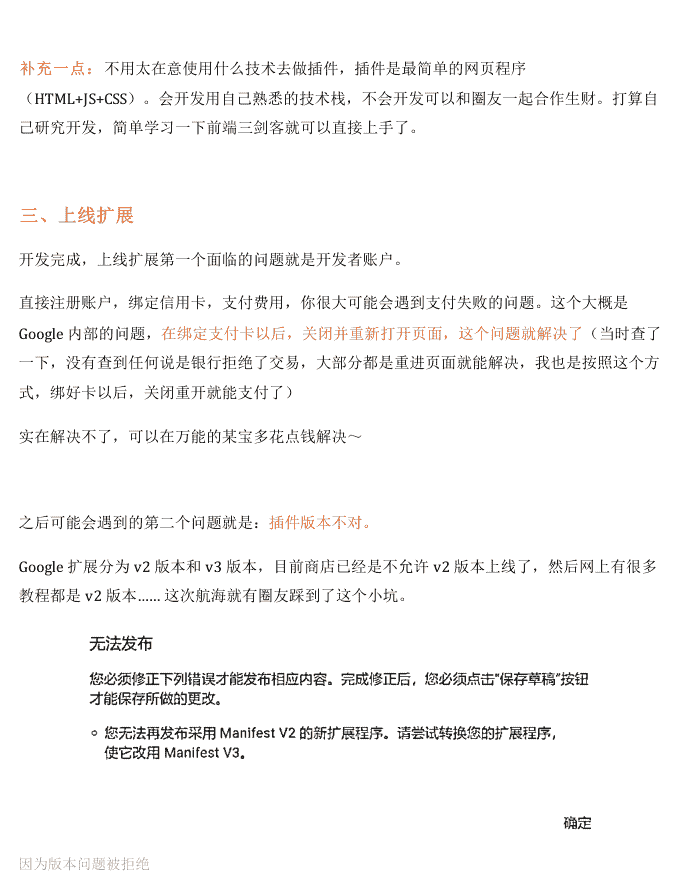 补充一点：不用太在意使用什么技术去做插件，插件是最简单的网页程序
（HTML+JS+CSS）。会开发用自己熟悉的技术栈，不会开发可以和圈友一起合作生财。打算自
己研究开发，简单学习一下前端三剑客就可以直接上手了。
三、上线扩展
开发完成，上线扩展第一个面临的问题就是开发者账户。
直接注册账户，绑定信用卡，支付费用，你很大可能会遇到支付失败的问题。这个大概是
Google 内部的问题，在绑定支付卡以后，关闭并重新打开页面，这个问题就解决了（当时查了
一下，没有查到任何说是银行拒绝了交易，大部分都是重进页面就能解决，我也是按照这个方
式，绑好卡以后，关闭重开就能支付了）
实在解决不了，可以在万能的某宝多花点钱解决～
之后可能会遇到的第二个问题就是：插件版本不对。
Google 扩展分为 v2 版本和 v3 版本，目前商店已经是不允许 v2 版本上线了，然后网上有很多
教程都是 v2 版本…… 这次航海就有圈友踩到了这个小坑。
无法发布
您必须修正下列错误才能发布相应内容。完成修正后，您必须点击"保存草稿"按钮
才能保存所做的更改。
您无法再发布采用 Manifest V2 的新扩展程序。请尝试转换您的扩展程序，
使它改用 Manifest V3。
确定
因为版本问题被拒绝